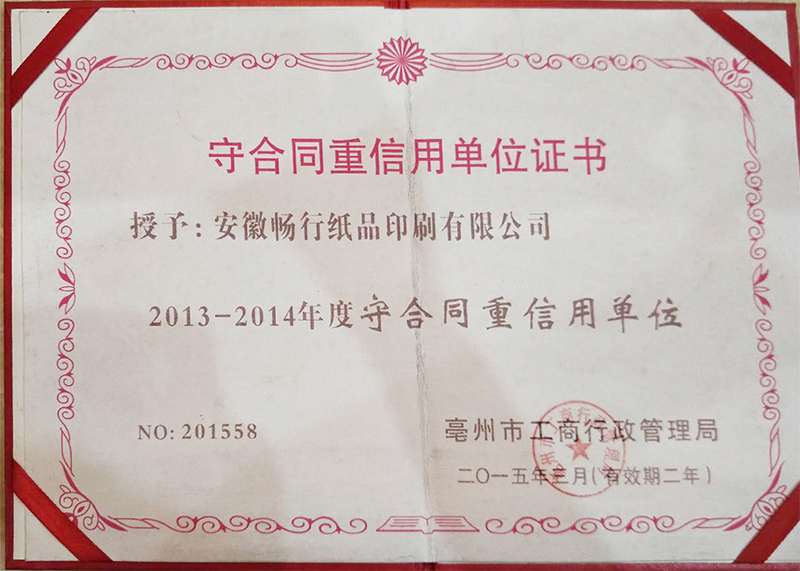 守合同重信用单位证书
授予：安徽畅行纸品印刷有限公司
2013-2014年度守合同重信用单位
NO: 201558
亳州市工商行政管理局
二〇一五年三月(有效期二年)